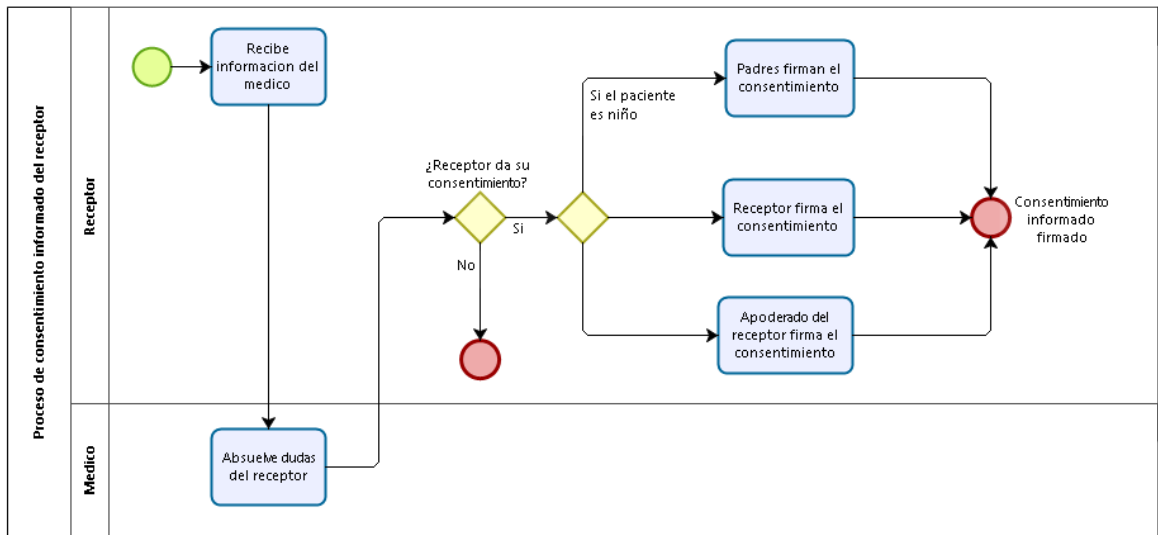 Proceso de consentimiento informado del receptor
Receptor
Recibe
informacion del
medico
¿Receptor da su
consentimiento?
Si
No
Si el paciente
es niño
Padres firman el
consentimiento
Receptor firma el
consentimiento
Apoderado del
receptor firma el
consentimiento
Consentimiento
informado
firmado
Medico
Absuelve dudas
del receptor